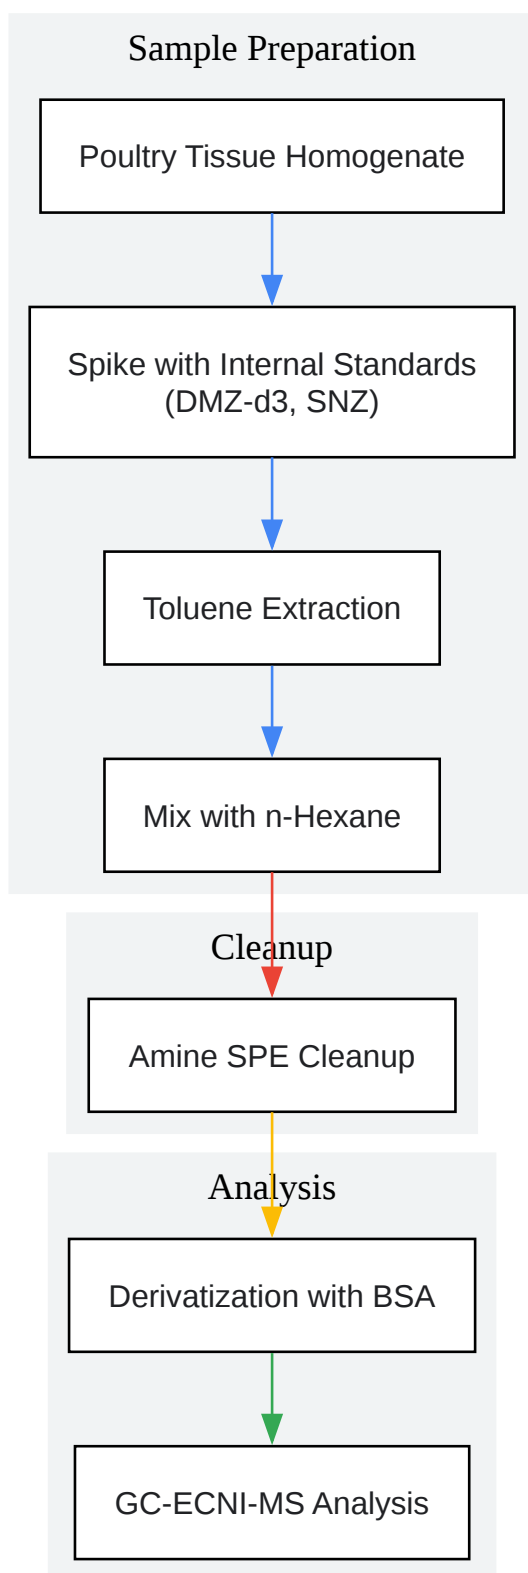 Sample Preparation
Poultry Tissue Homogenate
Spike with Internal Standards
(DMZ-d3, SNZ)
Toluene Extraction
Mix with n-Hexane
Cleanup
Amine SPE Cleanup
Analysis
Derivatization with BSA
GC-ECNI-MS Analysis